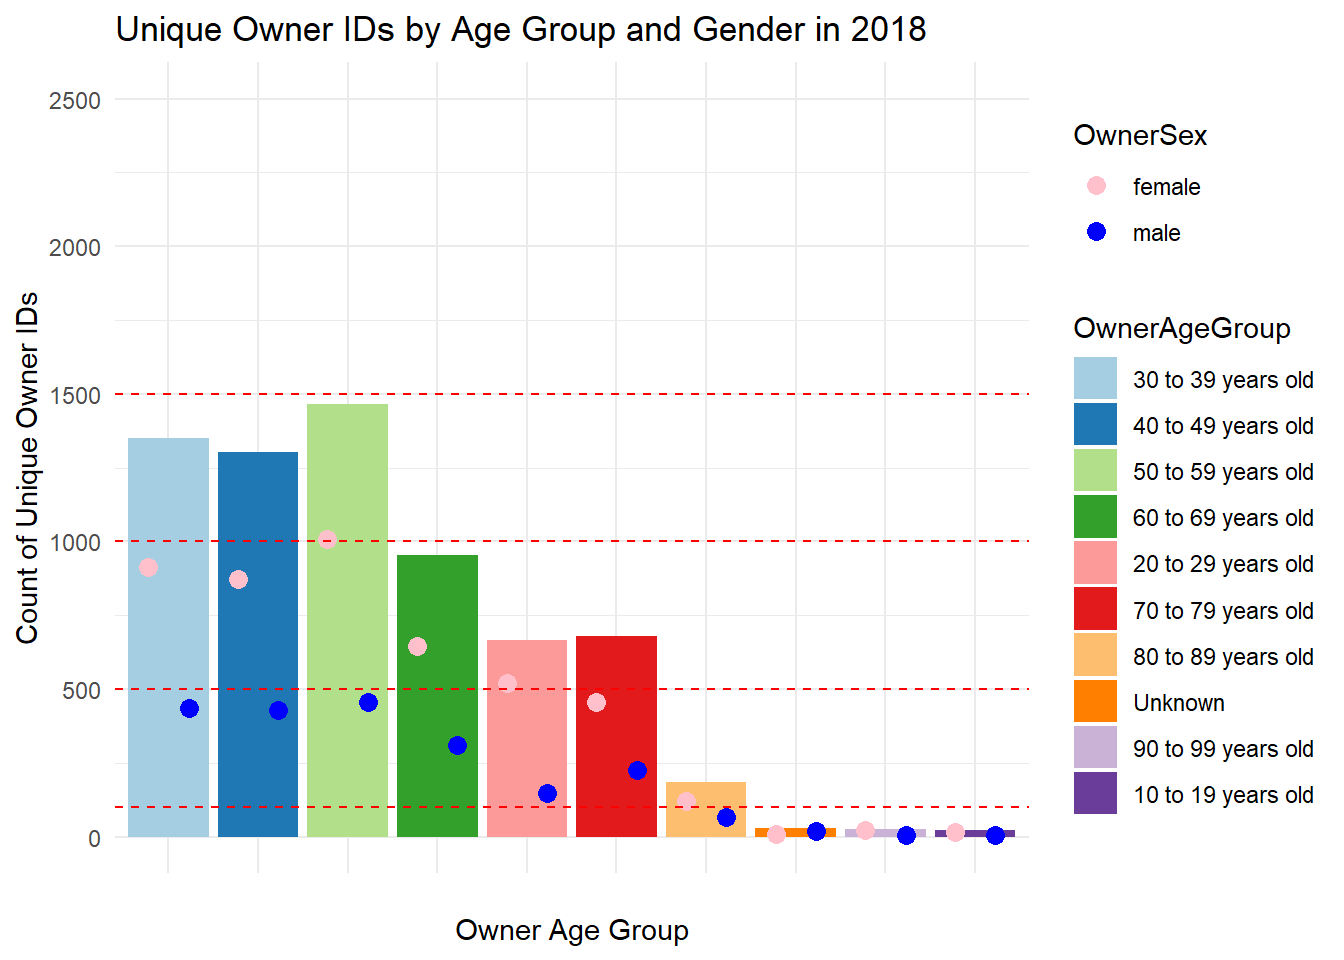 Unique Owner IDs by Age Group and Gender in 2018
Count of Unique Owner IDs
2500
2000
1500
1000
500
0
Owner Age Group
OwnerSex
female
male
OwnerAgeGroup
30 to 39 years old
40 to 49 years old
50 to 59 years old
60 to 69 years old
20 to 29 years old
70 to 79 years old
80 to 89 years old
Unknown
90 to 99 years old
10 to 19 years old